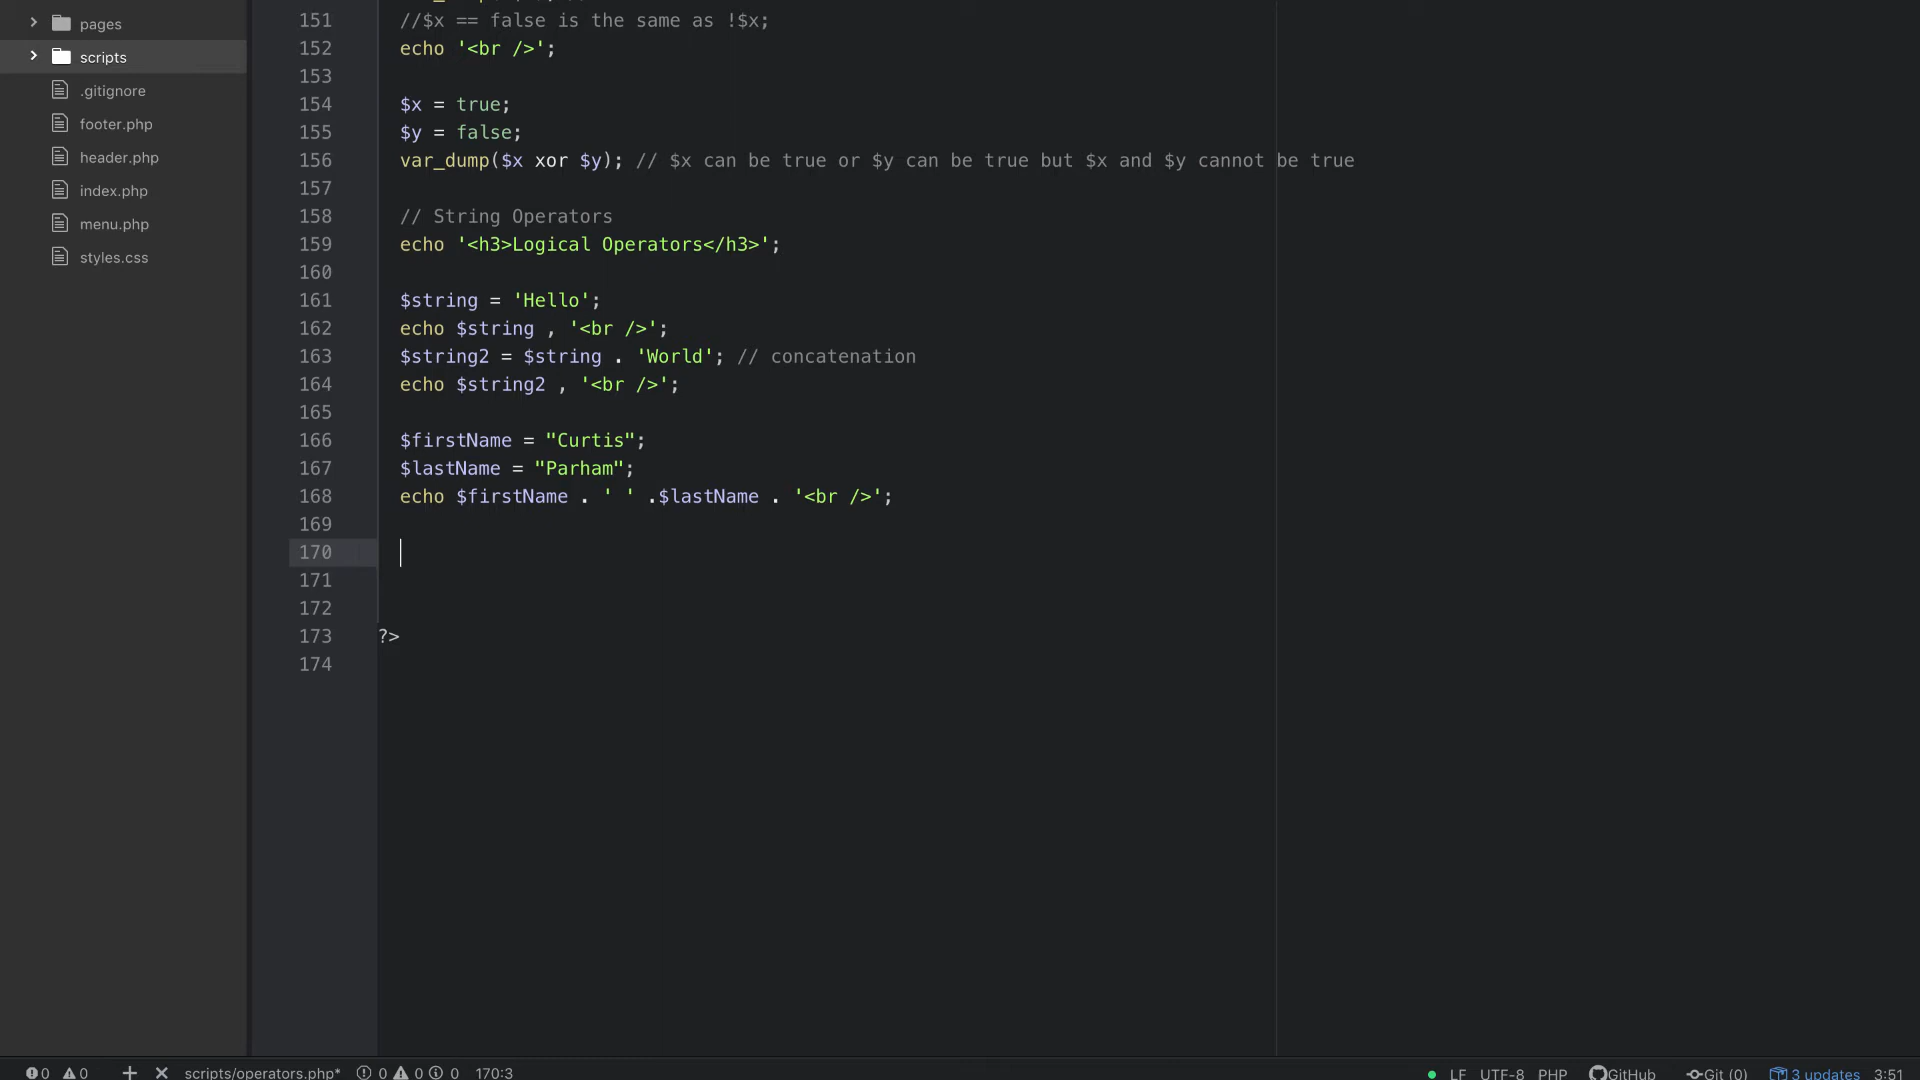 pages
scripts
.gitignore
footer.php
header.php
index.php
menu.php
styles.css
151 //$x == false is the same as !$x;
152 echo '<br />';
153
154 $x = true;
155 $y = false;
156 var_dump($x xor $y); // $x can be true or $y can be true but $x and $y cannot be true
157
158 // String Operators
159 echo '<h3>Logical Operators</h3>';
160
161 $string = 'Hello';
162 echo $string , '<br />';
163 $string2 = $string . 'World'; // concatenation
164 echo $string2 , '<br />';
165
166 $firstName = "Curtis";
167 $lastName = "Parham";
168 echo $firstName . ' ' .$lastName . '<br />';
169
170
171
172
173 ?>
174
0 0 + scripts/operators.php* 0 0 0 170:3 LF UTF-8 PHP GitHub Git (0) 3 updates 3:51